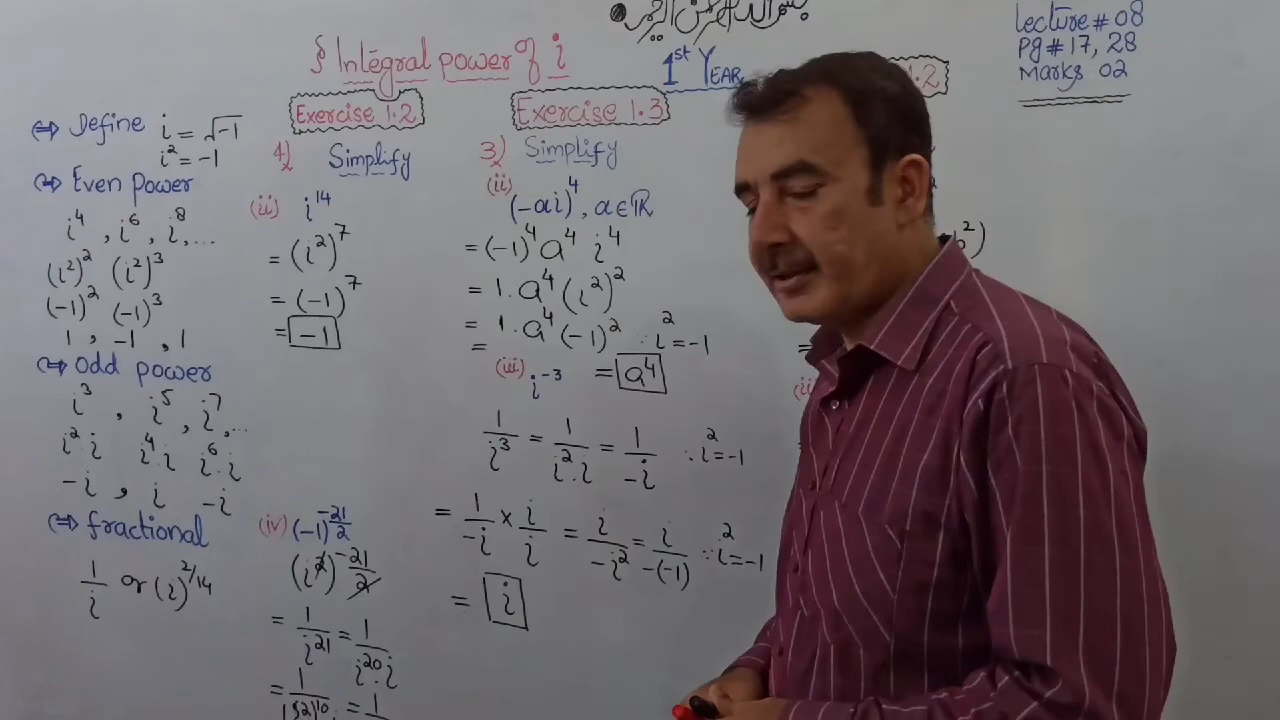 بسم الله الرحمن الرحيم
§ Integral power of i
1st YEAR
1.2
lecture # 08
Pg # 17, 28
Marks 02
⇔ Define i = √-1
i² = -1
⇔ Even Power
i⁴, i⁶, i⁸, ...
(i²)² (i²)³
(-1)² (-1)³
1, -1, 1
⇔ Odd power
i³, i⁵, i⁷, ...
i² i i⁴.i i⁶.i
-i, i -i
⇔ fractional
1/i or (i)^2/14
Exercise 1.2
4) Simplify
(ii) i¹⁴
= (i²)⁷
= (-1)⁷
= -1
(iv) (-1)^-21/2
(i²)^-21/2
= 1/i²¹ = 1/i²⁰.i
Exercise 1.3
3) Simplify
(ii) (-ai)⁴, a∈ℝ
= (-1)⁴ a⁴ i⁴
= 1. a⁴ (i²)²
= 1. a⁴ (-1)² ∵ i² = -1
=
= a⁴
(iii) i⁻³
1/i³ = 1/i².i = 1/-i ∵ i² = -1
= 1/-i × i/i = i/-i² = i/-(-1) ∵ i² = -1
= i